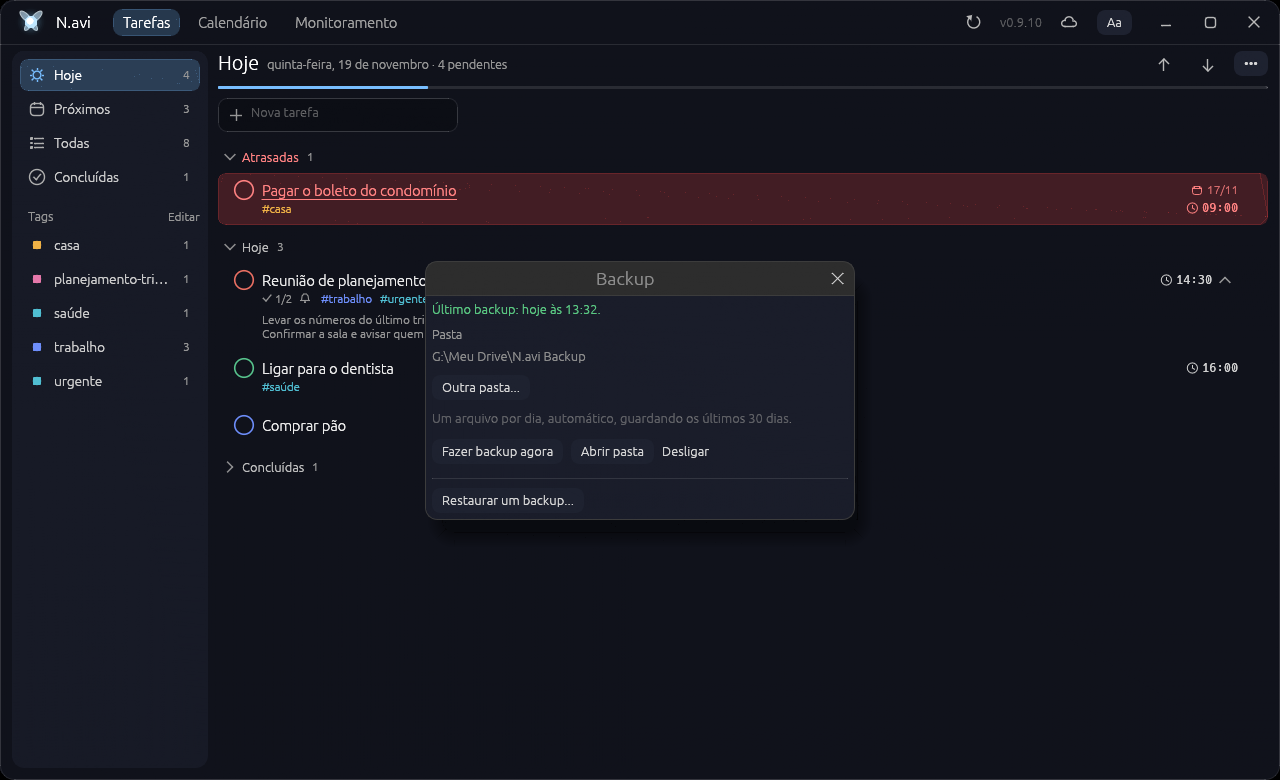 N.avi
Tarefas
Calendário
Monitoramento
v0.9.10
Aa
Hoje 4
Próximos 3
Todas 8
Concluídas 1
Tags Editar
casa 1
planejamento-tri... 1
saúde 1
trabalho 3
urgente 1
Hoje quinta-feira, 19 de novembro · 4 pendentes
Nova tarefa
Atrasadas 1
Pagar o boleto do condomínio 17/11
#casa 09:00
Hoje 3
Reunião de planejamento 14:30
1/2 #trabalho #urgente
Levar os números do último tri
Confirmar a sala e avisar quem
Ligar para o dentista 16:00
#saúde
Comprar pão
Concluídas 1
Backup
Último backup: hoje às 13:32.
Pasta
G:\Meu Drive\N.avi Backup
Outra pasta...
Um arquivo por dia, automático, guardando os últimos 30 dias.
Fazer backup agora Abrir pasta Desligar
Restaurar um backup...